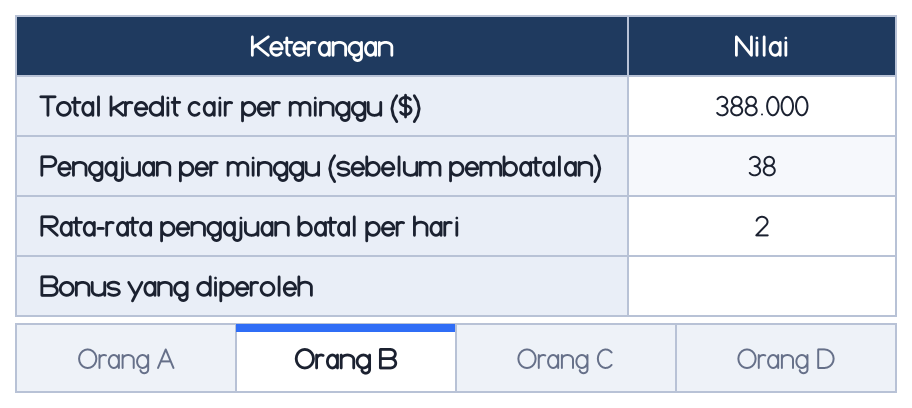 Keterangan Nilai
Total kredit cair per minggu ($) 388.000
Pengajuan per minggu (sebelum pembatalan) 38
Rata-rata pengajuan batal per hari 2
Bonus yang diperoleh
Orang A Orang B Orang C Orang D